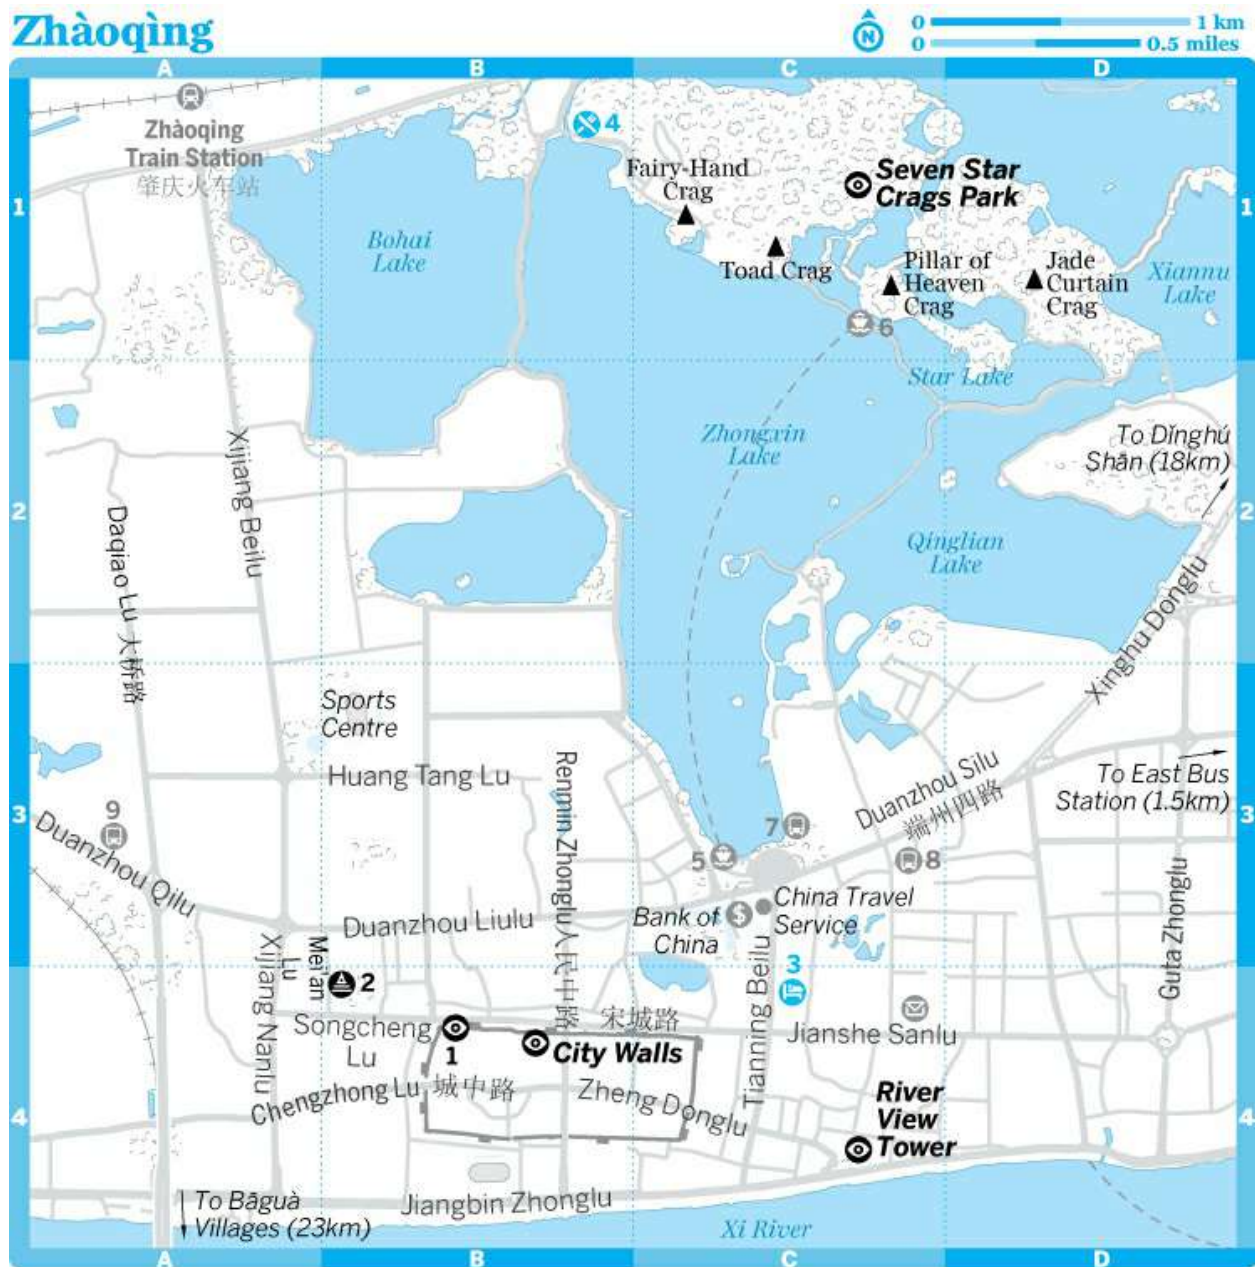 Zhàoqìng
N
0
1 km
0
0.5 miles
A
B
C
D
1
1
Zhàoqing
Train Station
肇庆火车站
4
Fairy-Hand
Crag
Seven Star
Crags Park
Bohai
Lake
Toad Crag
Pillar of
Heaven
Crag
Jade
Curtain
Crag
Xiannu
Lake
6
Star Lake
Zhongxin
Lake
To Dǐnghú
Shān (18km)
2
2
Xijiang Beilu
Daqiao Lu 大桥路
Qinglian
Lake
Xinghu Donglu
Sports
Centre
Huang Tang Lu
Renmin Zhonglu 人民中路
Duanzhou Silu
端州四路
To East Bus
Station (1.5km)
3
3
9
Duanzhou Qilu
7
5
8
China Travel
Service
Bank of
China
$
Duanzhou Liulu
Guta Zhonglu
Xijiang Nanlu
Mei'an
Lu
2
3
Tianning Beilu
Songcheng
Lu
宋城路
Jianshe Sanlu
1
City Walls
Chengzhong Lu 城中路
Zheng Donglu
River
View
Tower
4
4
To Bāguà
Villages (23km)
Jiangbin Zhonglu
Xi River
A
B
C
D